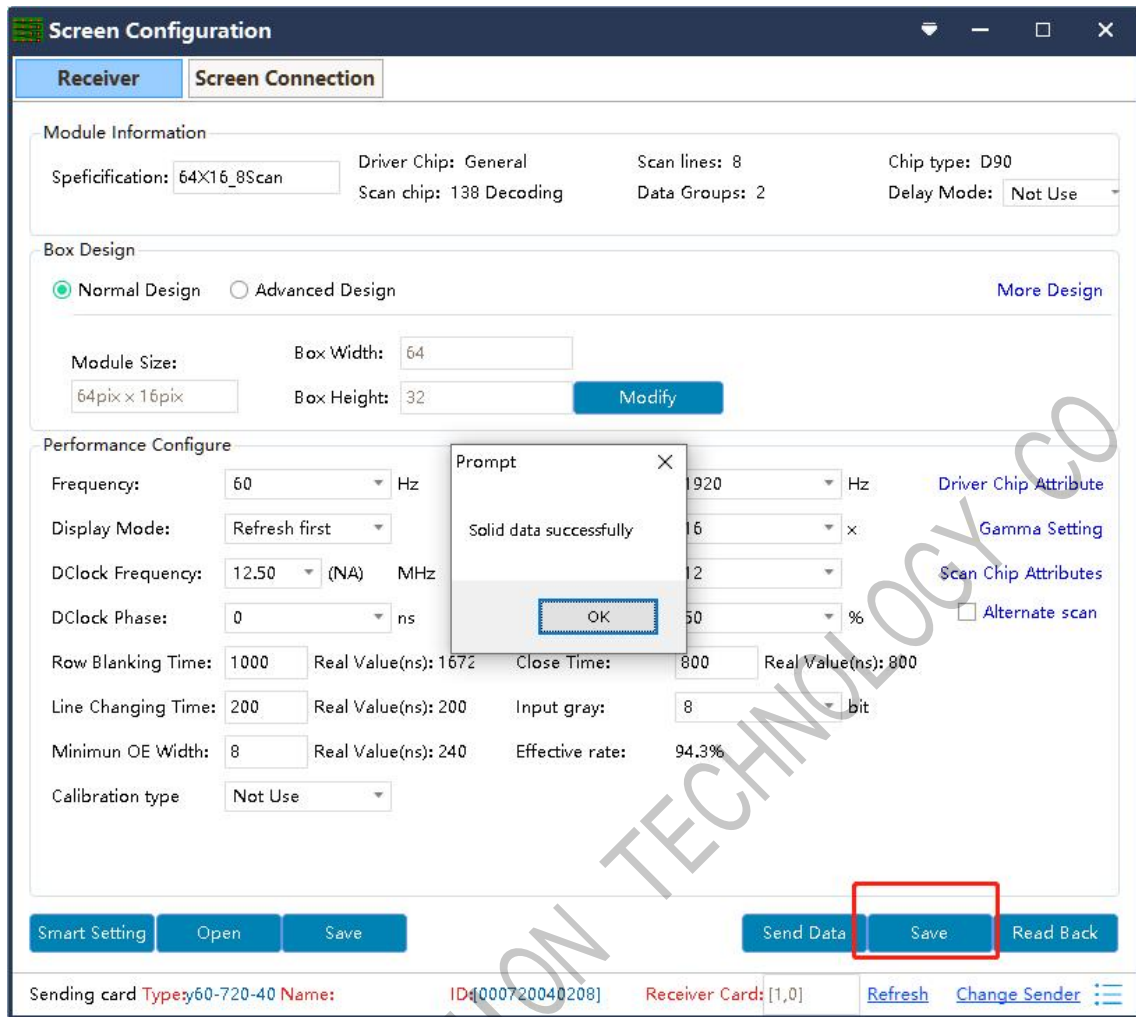 Screen Configuration
Receiver Screen Connection
Module Information
Speficification: 64X16_8Scan Driver Chip: General Scan lines: 8 Chip type: D90
Scan chip: 138 Decoding Data Groups: 2 Delay Mode: Not Use
Box Design
Normal Design Advanced Design More Design
Module Size: Box Width: 64
64pix x 16pix Box Height: 32 Modify
Performance Configure
Prompt
Solid data successfully
OK
Frequency: 60 Hz 1920 Hz Driver Chip Attribute
Display Mode: Refresh first 16 x Gamma Setting
DClock Frequency: 12.50 (NA) MHz 12 Scan Chip Attributes
DClock Phase: 0 ns 50 % Alternate scan
Row Blanking Time: 1000 Real Value(ns): 1672 Close Time: 800 Real Value(ns): 800
Line Changing Time: 200 Real Value(ns): 200 Input gray: 8 bit
Minimun OE Width: 8 Real Value(ns): 240 Effective rate: 94.3%
Calibration type Not Use
Smart Setting Open Save Send Data Save Read Back
Sending card Type:y60-720-40 Name: ID:[000720040208] Receiver Card: [1,0] Refresh Change Sender
ON TECHNOLOGY CO